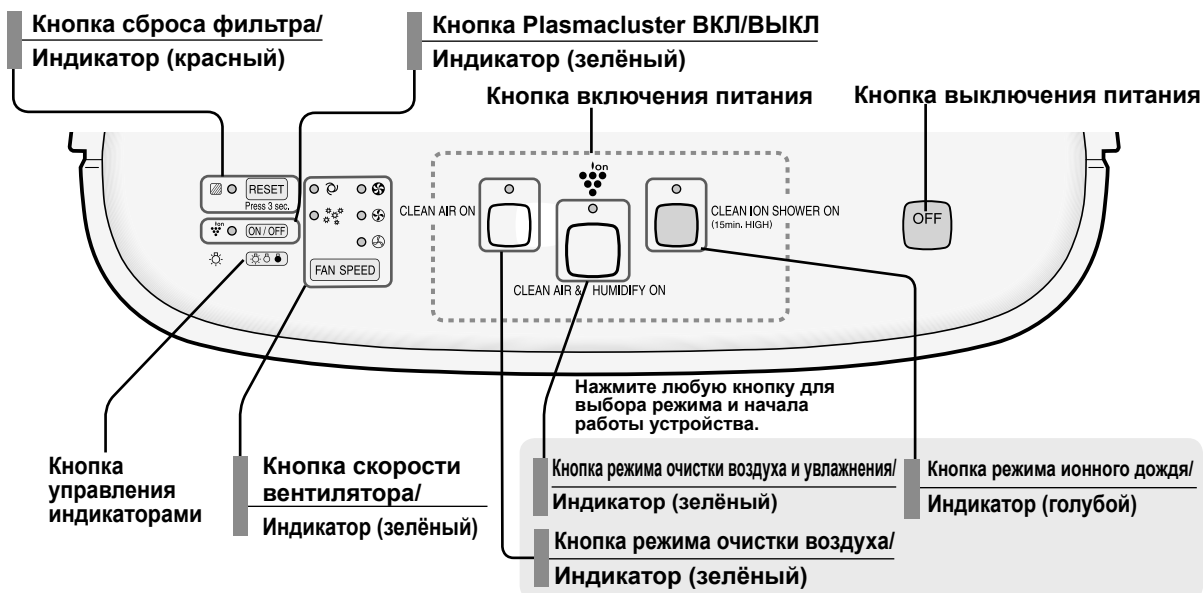 Кнопка сброса фильтра/
Индикатор (красный)
Кнопка Plasmacluster ВКЛ/ВЫКЛ
Индикатор (зелёный)
Кнопка включения питания
Кнопка выключения питания
RESET
Press 3 sec.
ion
ON / OFF
FAN SPEED
CLEAN AIR ON
ion
CLEAN AIR & HUMIDIFY ON
CLEAN ION SHOWER ON
(15min. HIGH)
OFF
Нажмите любую кнопку для
выбора режима и начала
работы устройства.
Кнопка
управления
индикаторами
Кнопка скорости
вентилятора/
Индикатор (зелёный)
Кнопка режима очистки воздуха и увлажнения/
Индикатор (зелёный)
Кнопка режима ионного дождя/
Индикатор (голубой)
Кнопка режима очистки воздуха/
Индикатор (зелёный)